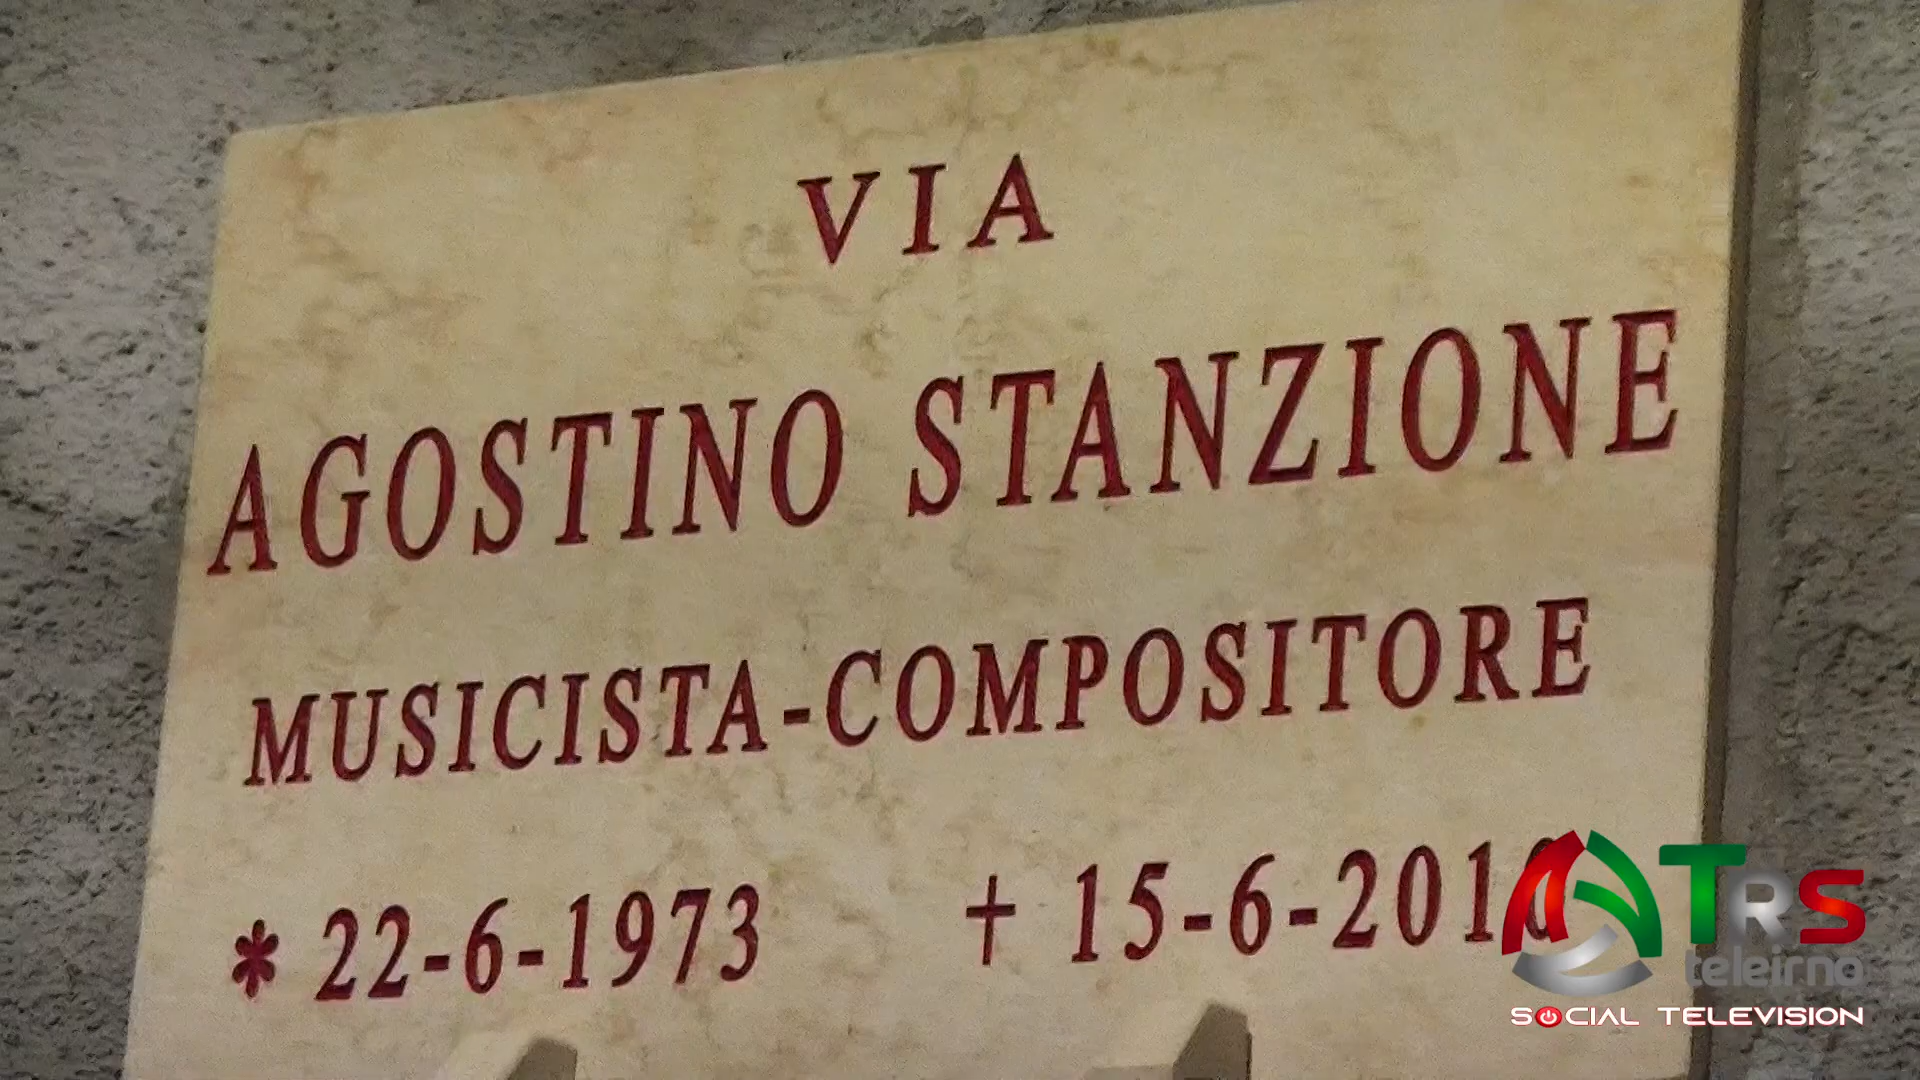 VIA
AGOSTINO STANZIONE
MUSICISTA-COMPOSITORE
* 22-6-1973 † 15-6-201
TRS
teleirno
SOCIAL TELEVISION